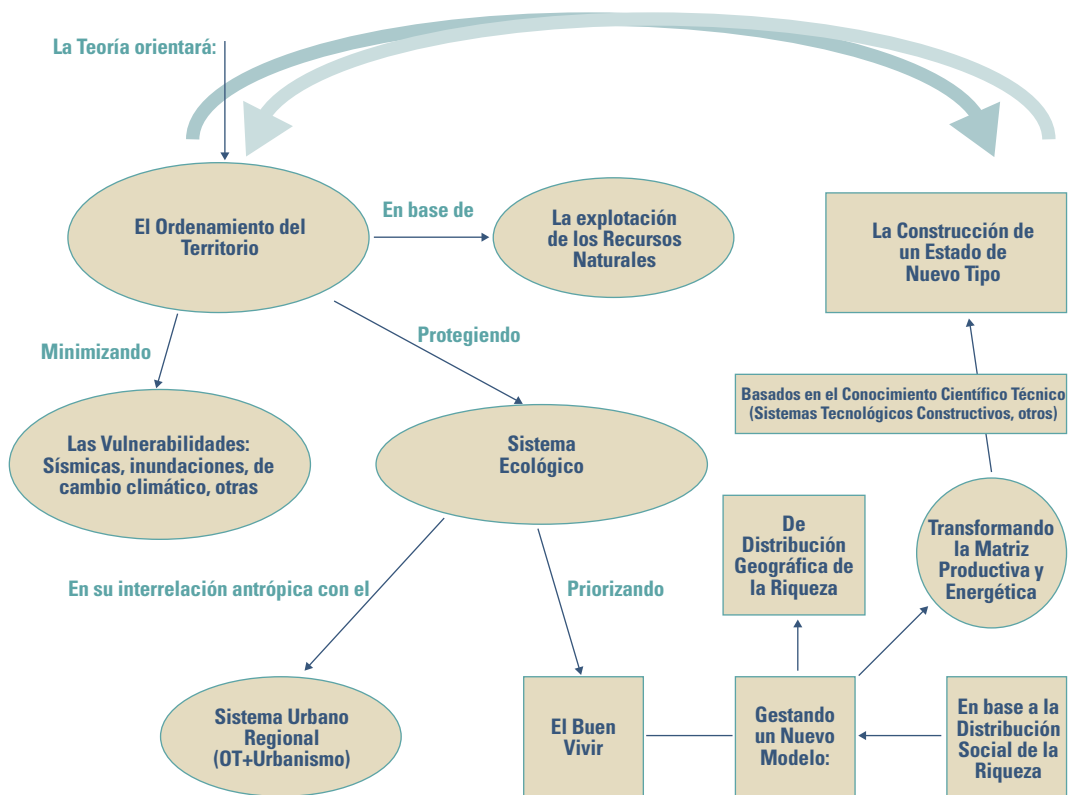 La Teoría orientará:
El Ordenamiento del
Territorio
En base de
La explotación
de los Recursos
Naturales
La Construcción de
un Estado de
Nuevo Tipo
Minimizando
Protegiendo
Las Vulnerabilidades:
Sísmicas, inundaciones, de
cambio climático, otras
Sistema
Ecológico
Basados en el Conocimiento Científico Técnico
(Sistemas Tecnológicos Constructivos, otros)
De
Distribución
Geográfica de
la Riqueza
Transformando
la Matriz
Productiva y
Energética
En su interrelación antrópica con el
Priorizando
Sistema Urbano
Regional
(OT+Urbanismo)
El Buen
Vivir
Gestando
un Nuevo
Modelo:
En base a la
Distribución
Social de la
Riqueza